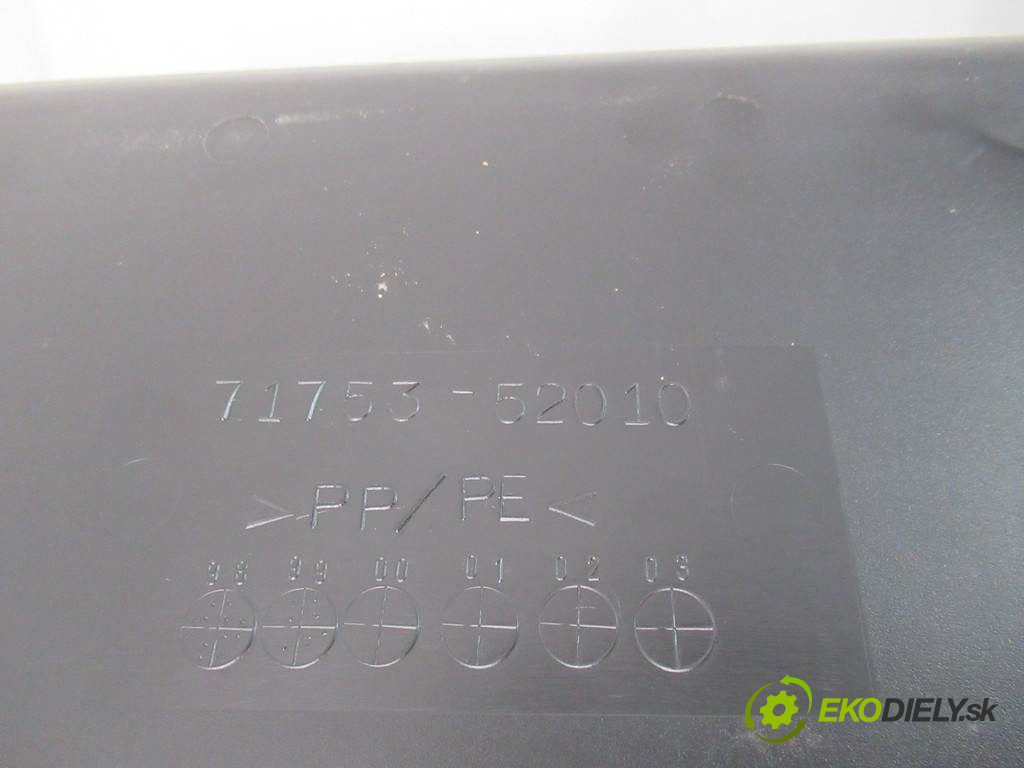 71753-52010
>PP/PE<
98 99 00 01 02 03
EKODIELY.sk